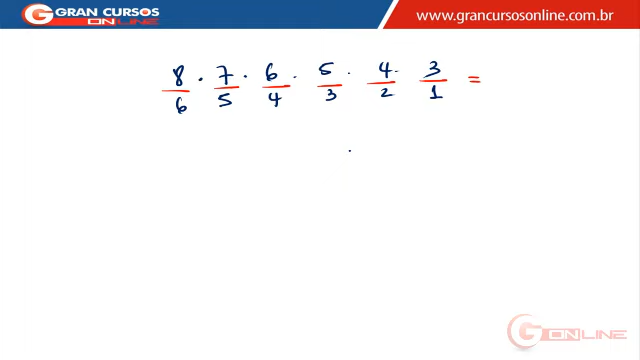 GRAN CURSOS
ONLINE
www.grancursosonline.com.br
8/6 · 7/5 · 6/4 · 5/3 · 4/2 · 3/1 =
G ONLINE